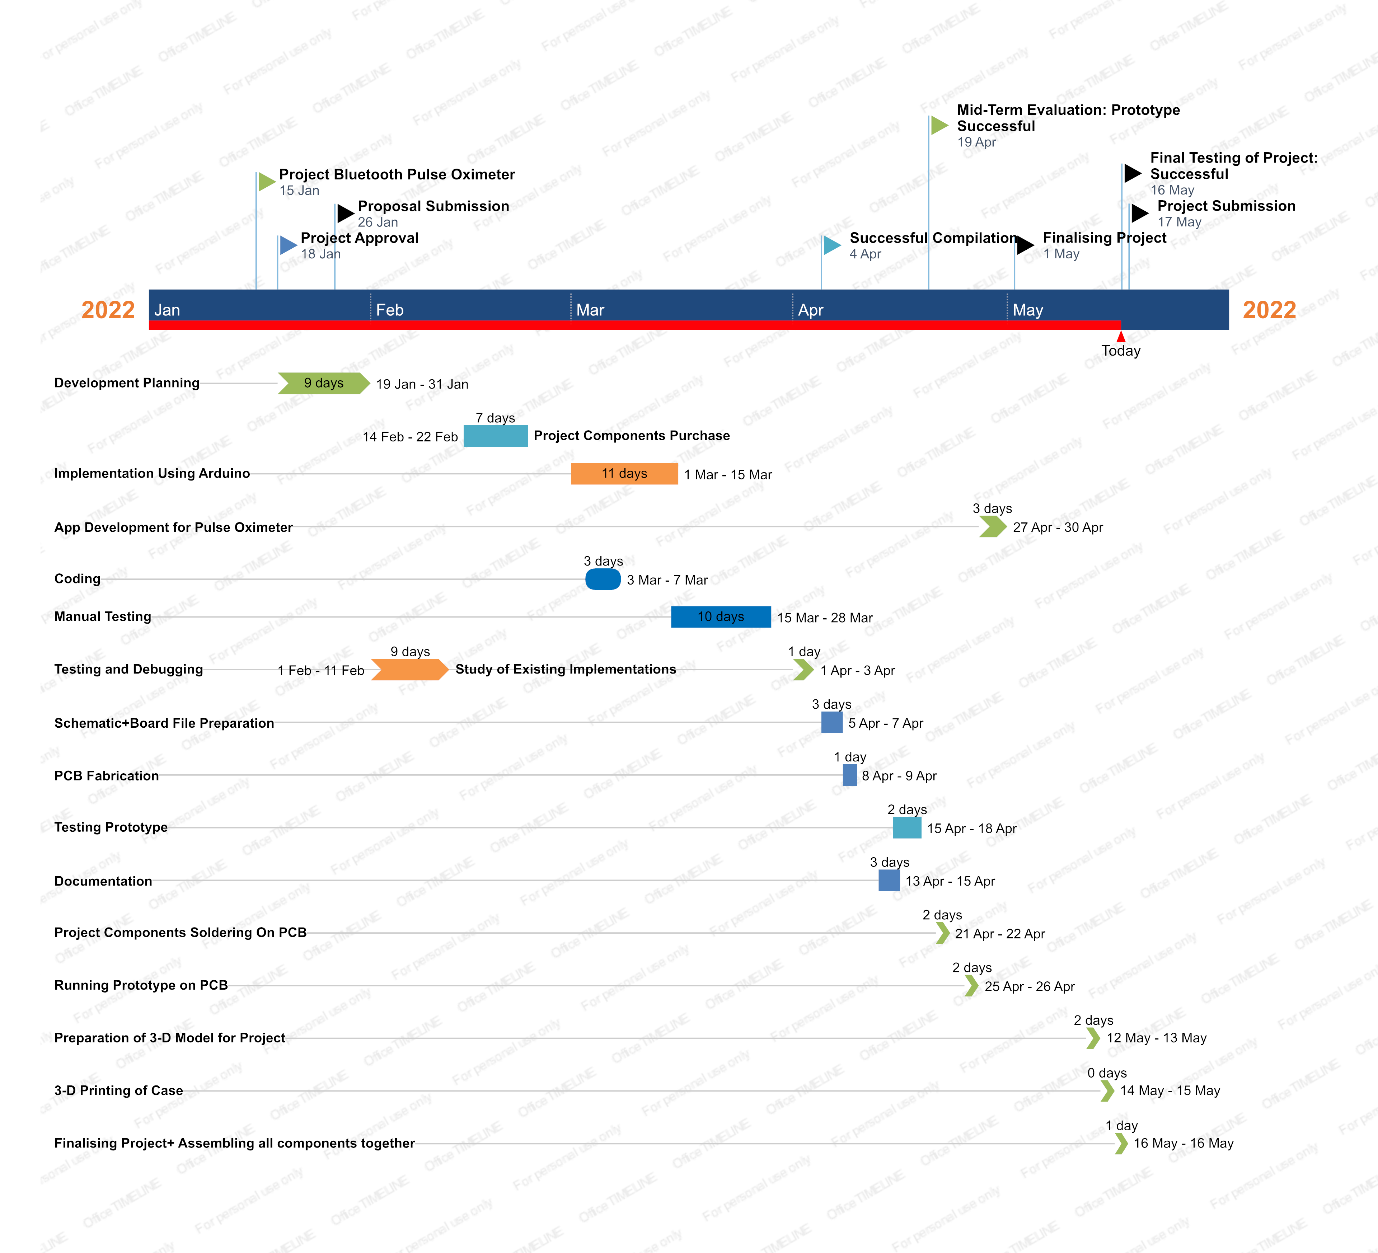 Mid-Term Evaluation: Prototype
Successful
19 Apr
Final Testing of Project:
Successful
16 May
Project Bluetooth Pulse Oximeter
15 Jan
Proposal Submission
26 Jan
Project Submission
17 May
Project Approval
18 Jan
Successful Compilation
4 Apr
Finalising Project
1 May
2022
Jan
Feb
Mar
Apr
May
2022
Today
Development Planning
9 days
19 Jan - 31 Jan
7 days
14 Feb - 22 Feb
Project Components Purchase
Implementation Using Arduino
11 days
1 Mar - 15 Mar
3 days
App Development for Pulse Oximeter
27 Apr - 30 Apr
3 days
Coding
3 Mar - 7 Mar
Manual Testing
10 days
15 Mar - 28 Mar
9 days
1 day
Testing and Debugging
1 Feb - 11 Feb
Study of Existing Implementations
1 Apr - 3 Apr
3 days
Schematic+Board File Preparation
5 Apr - 7 Apr
1 day
PCB Fabrication
8 Apr - 9 Apr
2 days
Testing Prototype
15 Apr - 18 Apr
3 days
Documentation
13 Apr - 15 Apr
2 days
Project Components Soldering On PCB
21 Apr - 22 Apr
2 days
Running Prototype on PCB
25 Apr - 26 Apr
2 days
Preparation of 3-D Model for Project
12 May - 13 May
0 days
3-D Printing of Case
14 May - 15 May
1 day
Finalising Project+ Assembling all components together
16 May - 16 May
Office TIMELINE
For personal use only